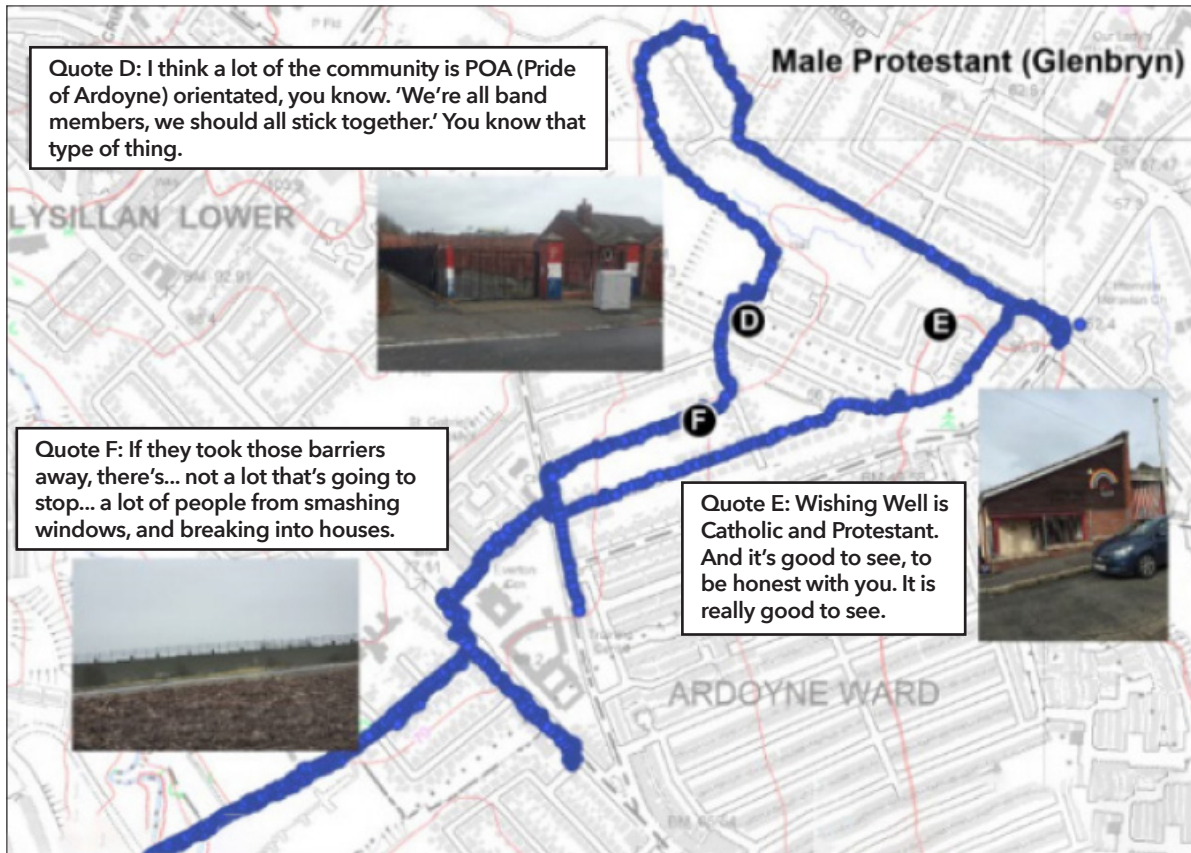 Male Protestant (Glenbryn)
Quote D: I think a lot of the community is POA (Pride
of Ardoyne) orientated, you know. ‘We’re all band
members, we should all stick together.’ You know that
type of thing.
LYSILLAN LOWER
D
E
F
Quote F: If they took those barriers
away, there’s... not a lot that’s going to
stop... a lot of people from smashing
windows, and breaking into houses.
Quote E: Wishing Well is
Catholic and Protestant.
And it’s good to see, to
be honest with you. It is
really good to see.
ARDOYNE WARD